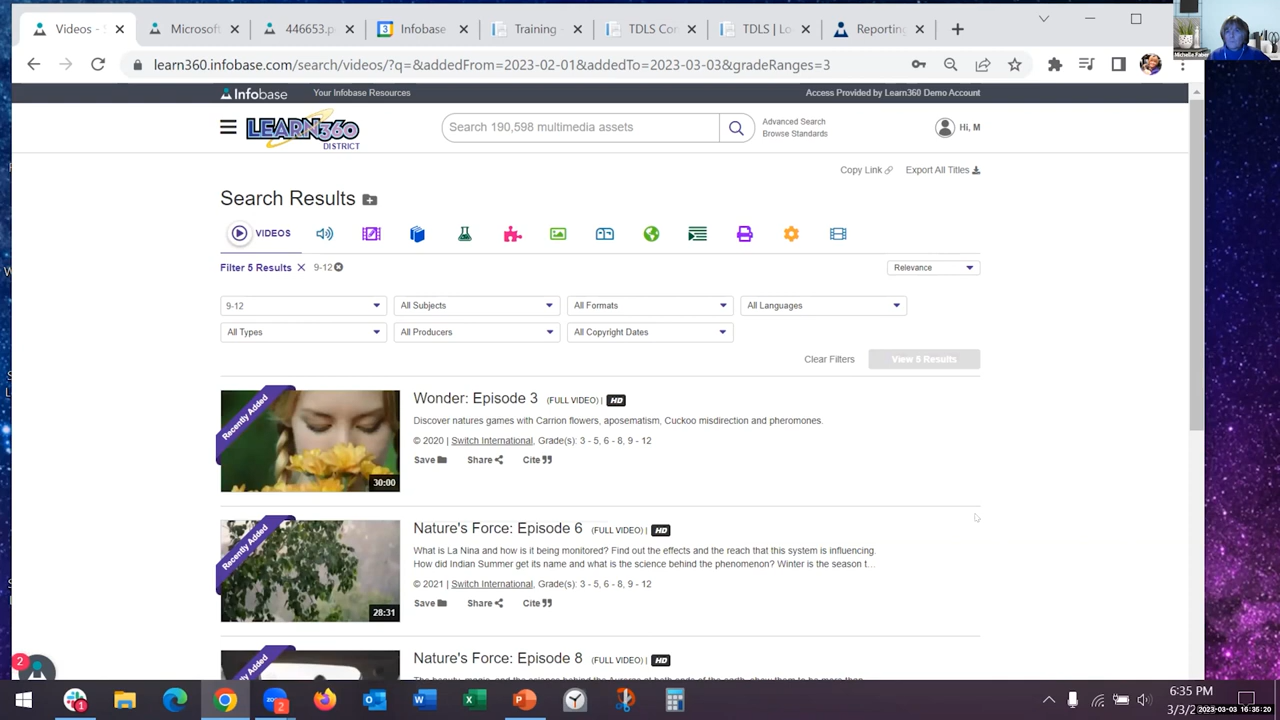 Videos - S
Microsoft
446653.p
Infobase
Training -
TDLS Con
TDLS | Lo
Reporting
Michelle Faber
learn360.infobase.com/search/videos/?q=&addedFrom=2023-02-01&addedTo=2023-03-03&gradeRanges=3
Infobase Your Infobase Resources Access Provided by Learn360 Demo Account
LEARN360
DISTRICT
Search 190,598 multimedia assets
Advanced Search
Browse Standards
Hi, M
Copy Link Export All Titles
Search Results
VIDEOS
Filter 5 Results X 9-12 Relevance
9-12 All Subjects All Formats All Languages
All Types All Producers All Copyright Dates
Clear Filters View 5 Results
Recently Added
Wonder: Episode 3 (FULL VIDEO) | HD
Discover natures games with Carrion flowers, aposematism, Cuckoo misdirection and pheromones.
© 2020 | Switch International, Grade(s): 3 - 5, 6 - 8, 9 - 12
Save Share Cite
30:00
Recently Added
Nature's Force: Episode 6 (FULL VIDEO) | HD
What is La Nina and how is it being monitored? Find out the effects and the reach that this system is influencing.
How did Indian Summer get its name and what is the science behind the phenomenon? Winter is the season t...
© 2021 | Switch International, Grade(s): 3 - 5, 6 - 8, 9 - 12
Save Share Cite
28:31
Recently Added
Nature's Force: Episode 8 (FULL VIDEO) | HD
2
6:35 PM
3/3/2
2023-03-03 16:35:20